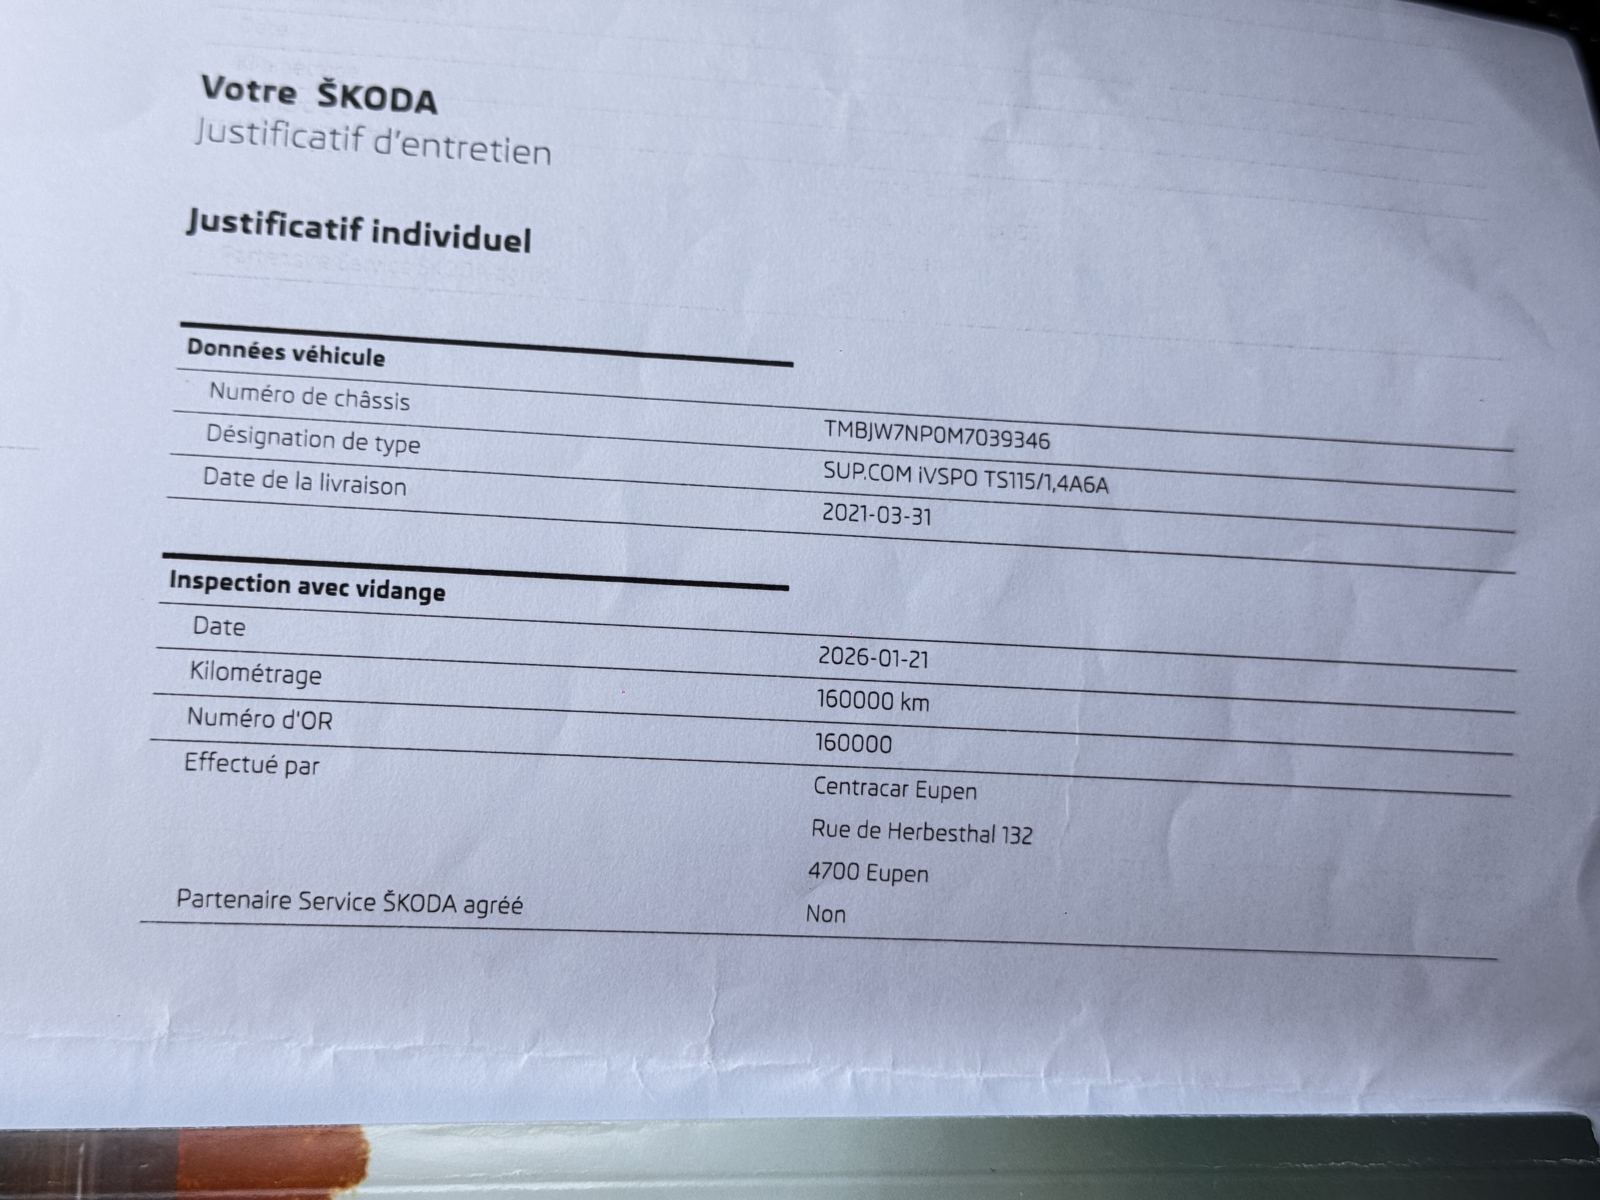 Votre ŠKODA
Justificatif d'entretien
Justificatif individuel
Données véhicule
Numéro de châssis TMBJW7NP0M7039346
Désignation de type SUP.COM iVSPO TS115/1,4A6A
Date de la livraison 2021-03-31
Inspection avec vidange
Date 2026-01-21
Kilométrage 160000 km
Numéro d'OR 160000
Effectué par Centracar Eupen
Rue de Herbesthal 132
4700 Eupen
Partenaire Service ŠKODA agréé Non